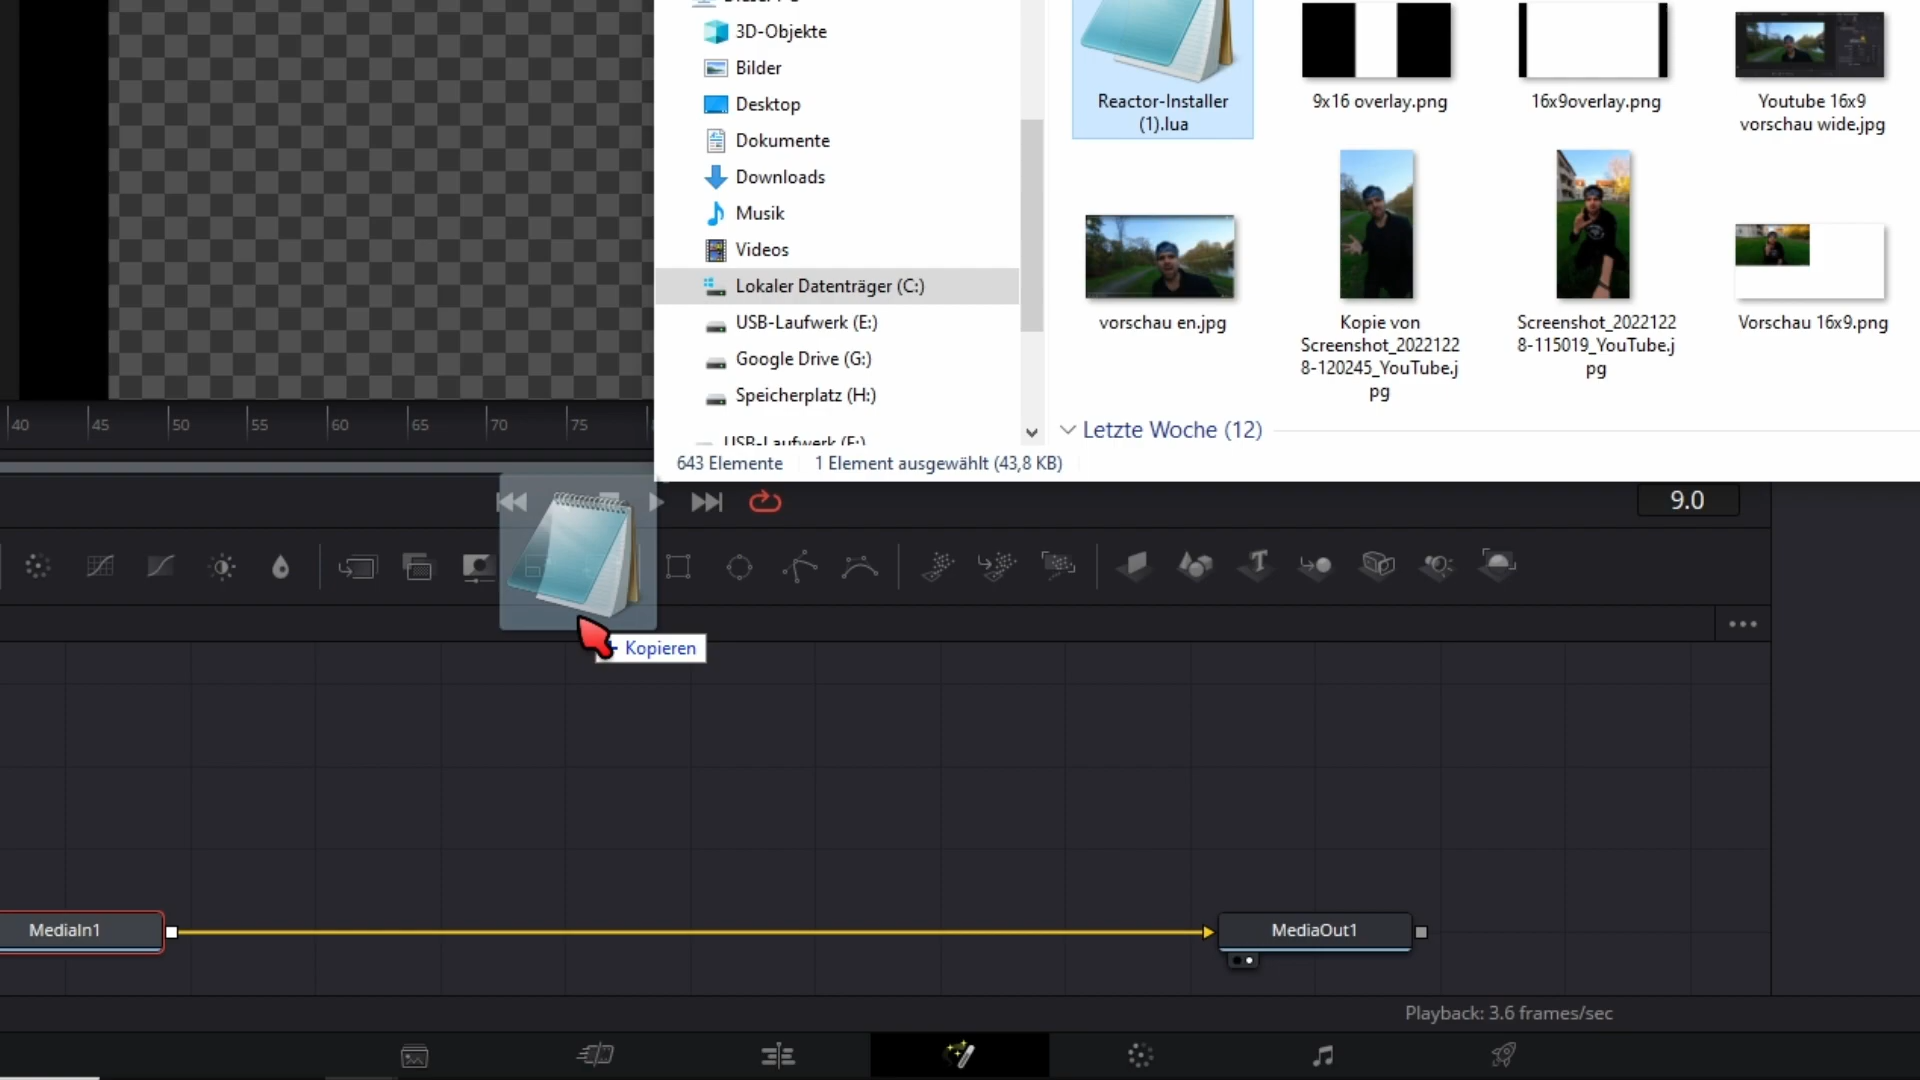 3D-Objekte
Bilder
Desktop
Dokumente
Downloads
Musik
Videos
Lokaler Datenträger (C:)
USB-Laufwerk (E:)
Google Drive (G:)
Speicherplatz (H:)
USB-Laufwerk (E:)
643 Elemente
1 Element ausgewählt (43,8 KB)
Reactor-Installer
(1).lua
9x16 overlay.png
16x9overlay.png
Youtube 16x9
vorschau wide.jpg
vorschau en.jpg
Kopie von
Screenshot_2022122
8-120245_YouTube.j
pg
Screenshot_2022122
8-115019_YouTube.j
pg
Vorschau 16x9.png
Letzte Woche (12)
40
45
50
55
60
65
70
75
9.0
Kopieren
MediaIn1
MediaOut1
Playback: 3.6 frames/sec